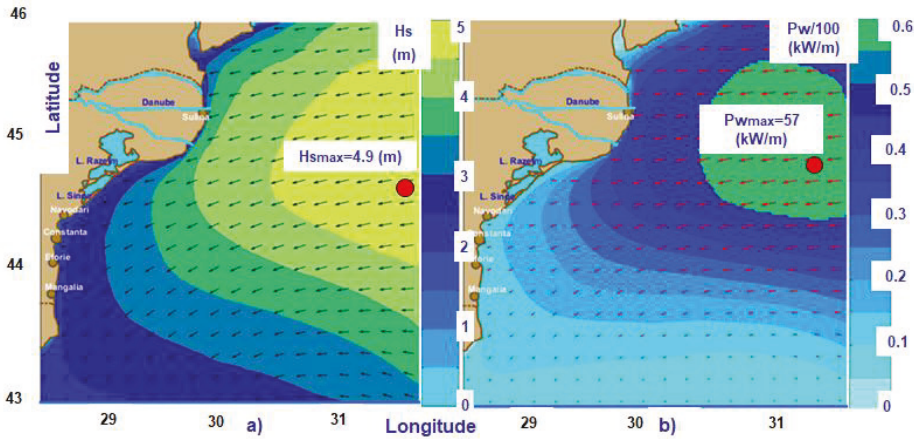 46
45
44
43
Latitude
Hs
(m)
Danube
Sulina
L. Razelm
L. Sinoe
Navodari
Constanta
Eforie
Mangalia
Hsmax=4.9 (m)
5
4
3
2
1
0
29
30
31
a)
Longitude
Pw/100
(kW/m)
Danube
Sulina
L. Razelm
L. Sinoe
Navodari
Constanta
Eforie
Mangalia
Pwmax=57
(kW/m)
0.6
0.5
0.4
0.3
0.2
0.1
0
29
30
31
b)